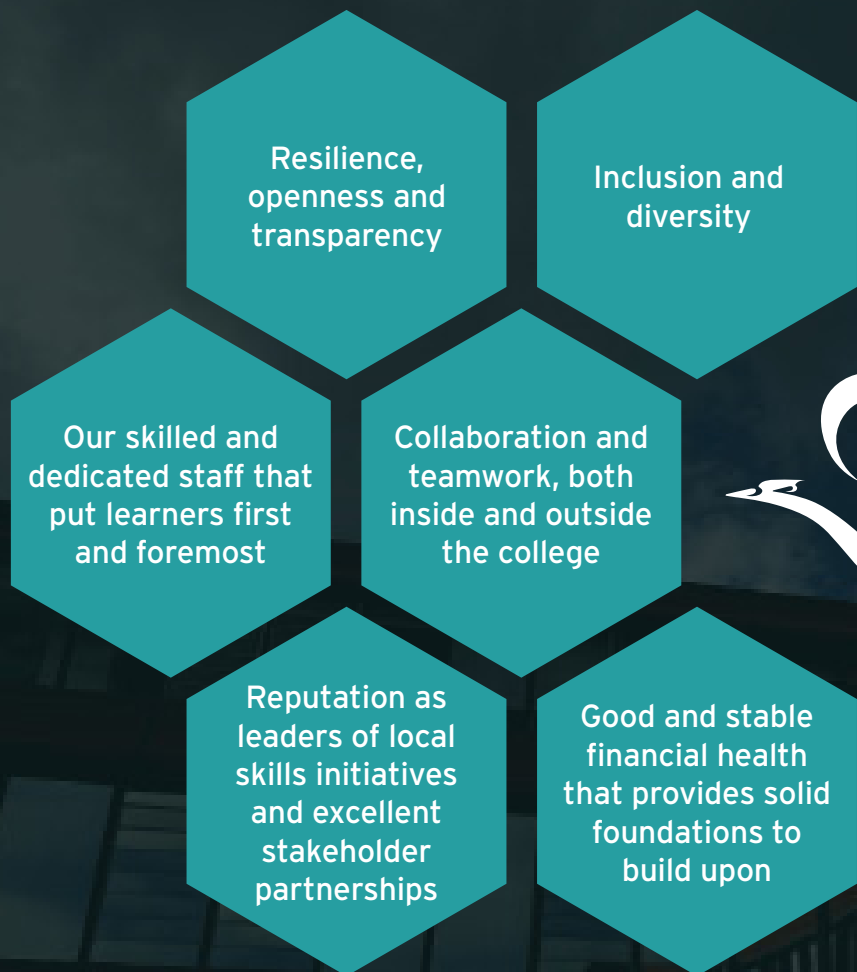 Resilience,
openness and
transparency
Inclusion and
diversity
Our skilled and
dedicated staff that
put learners first
and foremost
Collaboration and
teamwork, both
inside and outside
the college
Reputation as
leaders of local
skills initiatives
and excellent
stakeholder
partnerships
Good and stable
financial health
that provides solid
foundations to
build upon